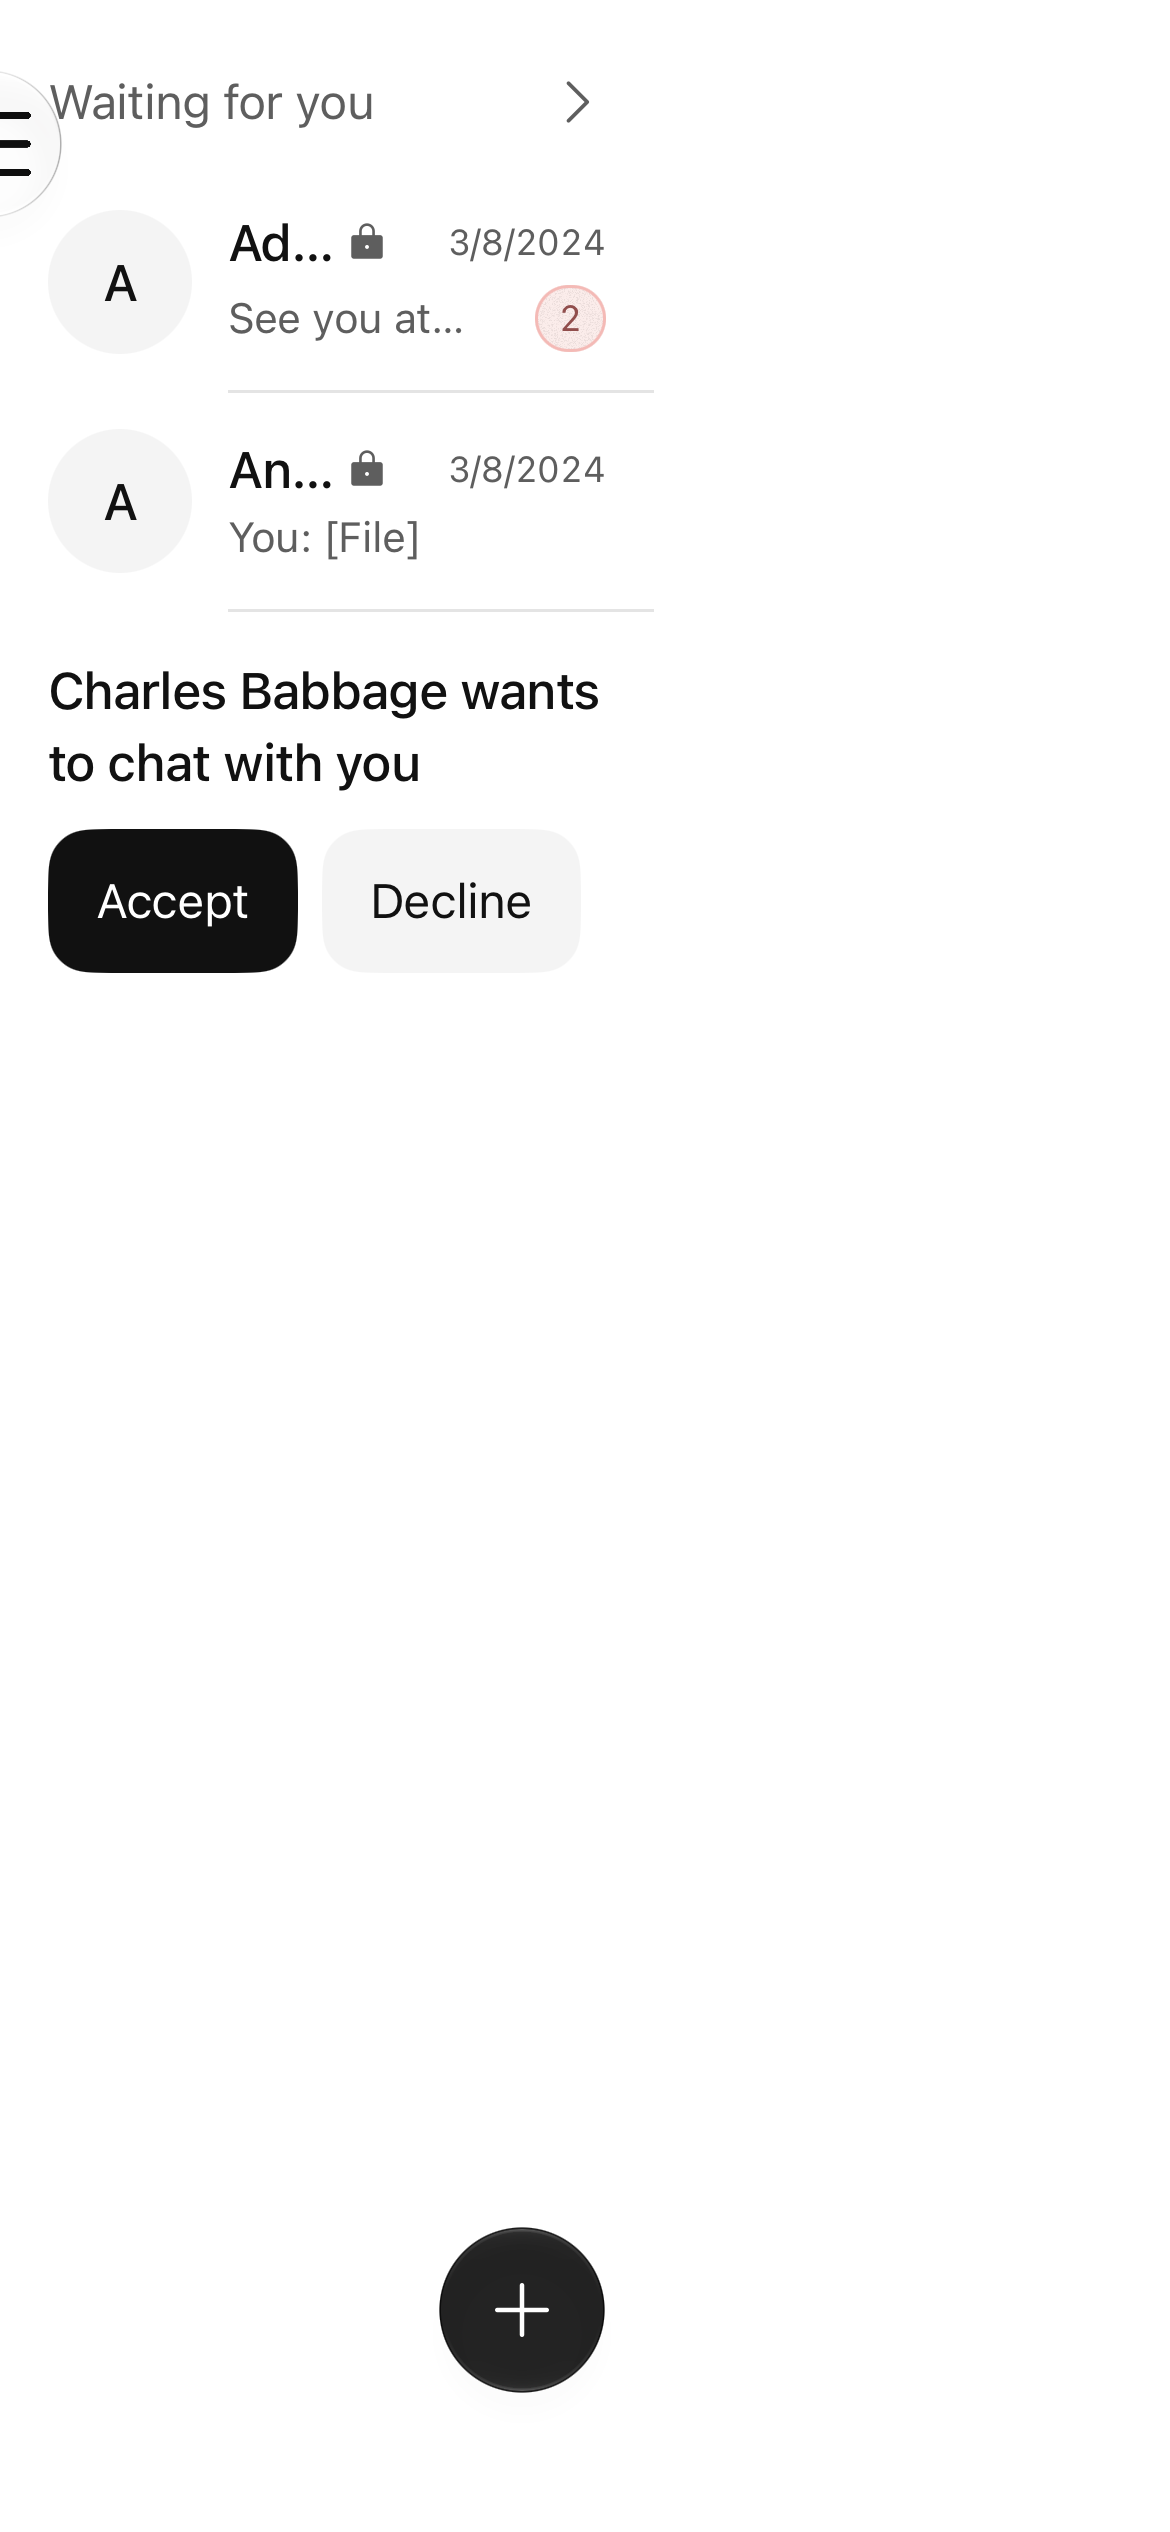 Waiting for you
A
Ad... 3/8/2024
See you at... 2
A
An... 3/8/2024
You: [File]
Charles Babbage wants
to chat with you
Accept Decline